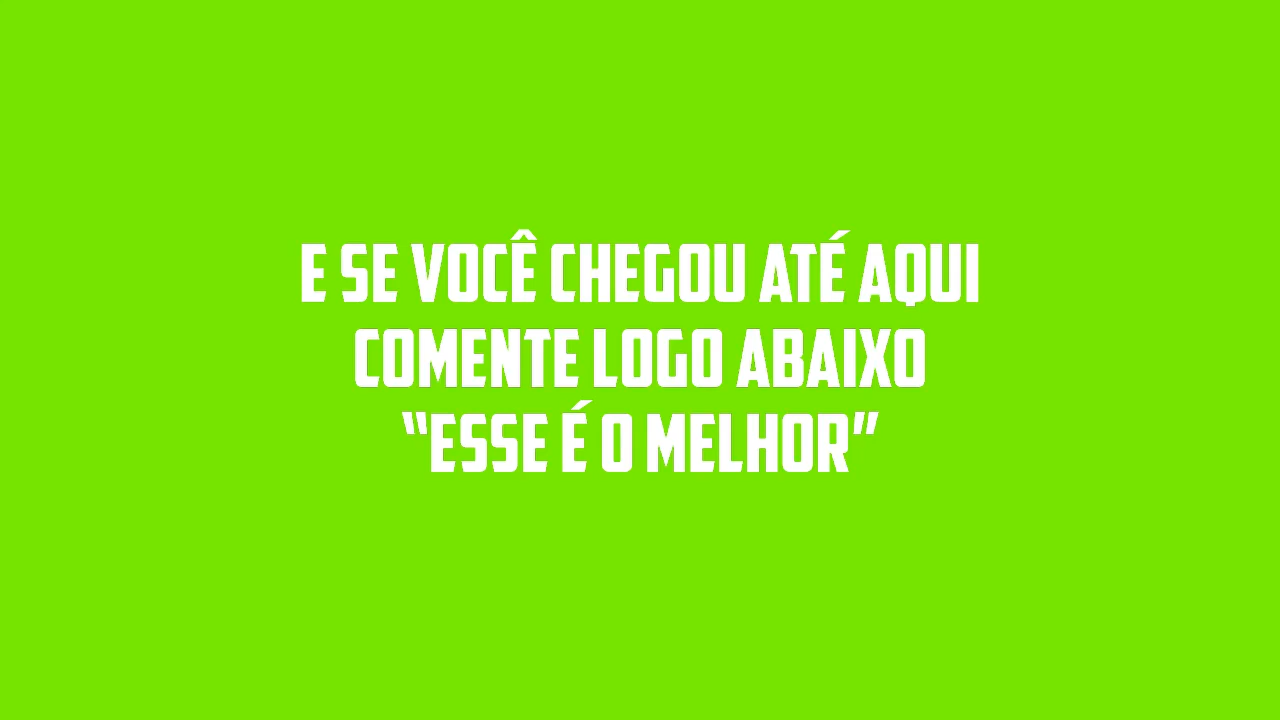 E SE VOCÊ CHEGOU ATÉ AQUI
COMENTE LOGO ABAIXO
“ESSE É O MELHOR”